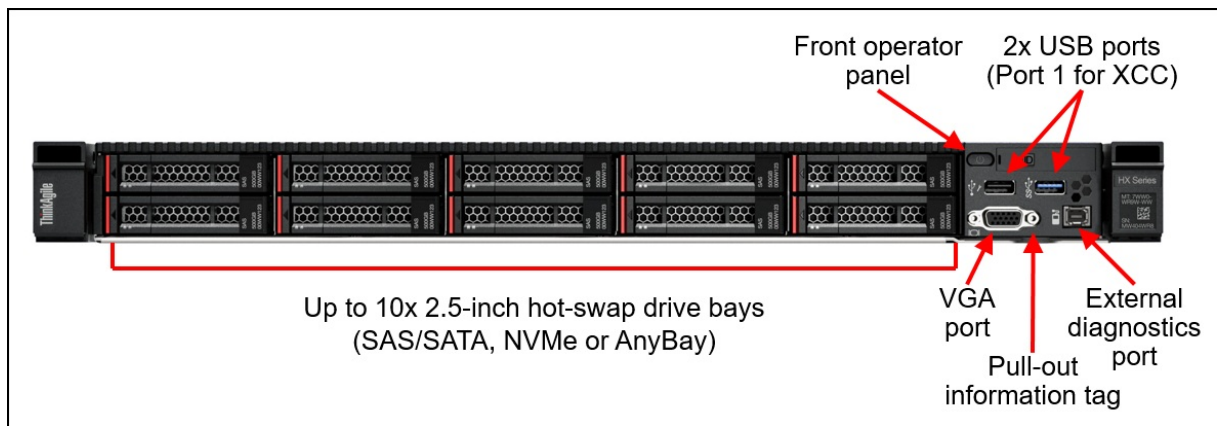 Front operator
panel
2x USB ports
(Port 1 for XCC)
ThinkAgile
HX Series
Up to 10x 2.5-inch hot-swap drive bays
(SAS/SATA, NVMe or AnyBay)
VGA
port
Pull-out
information tag
External
diagnostics
port